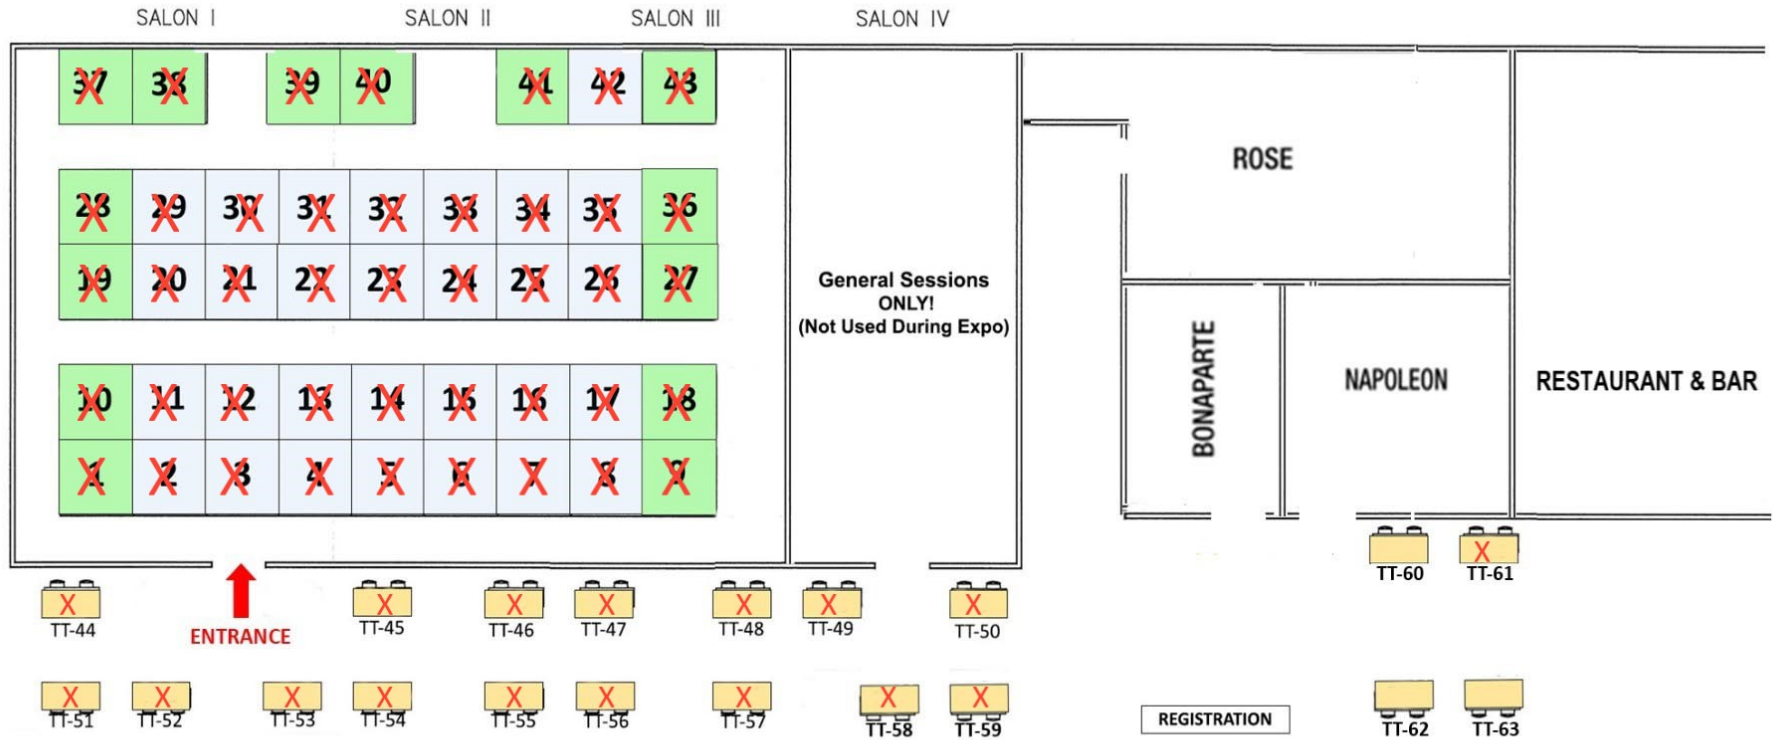 SALON I SALON II SALON III SALON IV
37 38 39 40 41 42 43
ROSE
28 29 30 31 32 33 34 35 36
19 20 21 22 23 24 25 26 27
General Sessions
ONLY!
(Not Used During Expo)
BONAPARTE
NAPOLEON
RESTAURANT & BAR
10 11 12 13 14 15 16 17 18
1 2 3 4 5 6 7 8 9
TT-60 TT-61
TT-44 TT-45 TT-46 TT-47 TT-48 TT-49 TT-50
ENTRANCE
TT-51 TT-52 TT-53 TT-54 TT-55 TT-56 TT-57 TT-58 TT-59
REGISTRATION
TT-62 TT-63